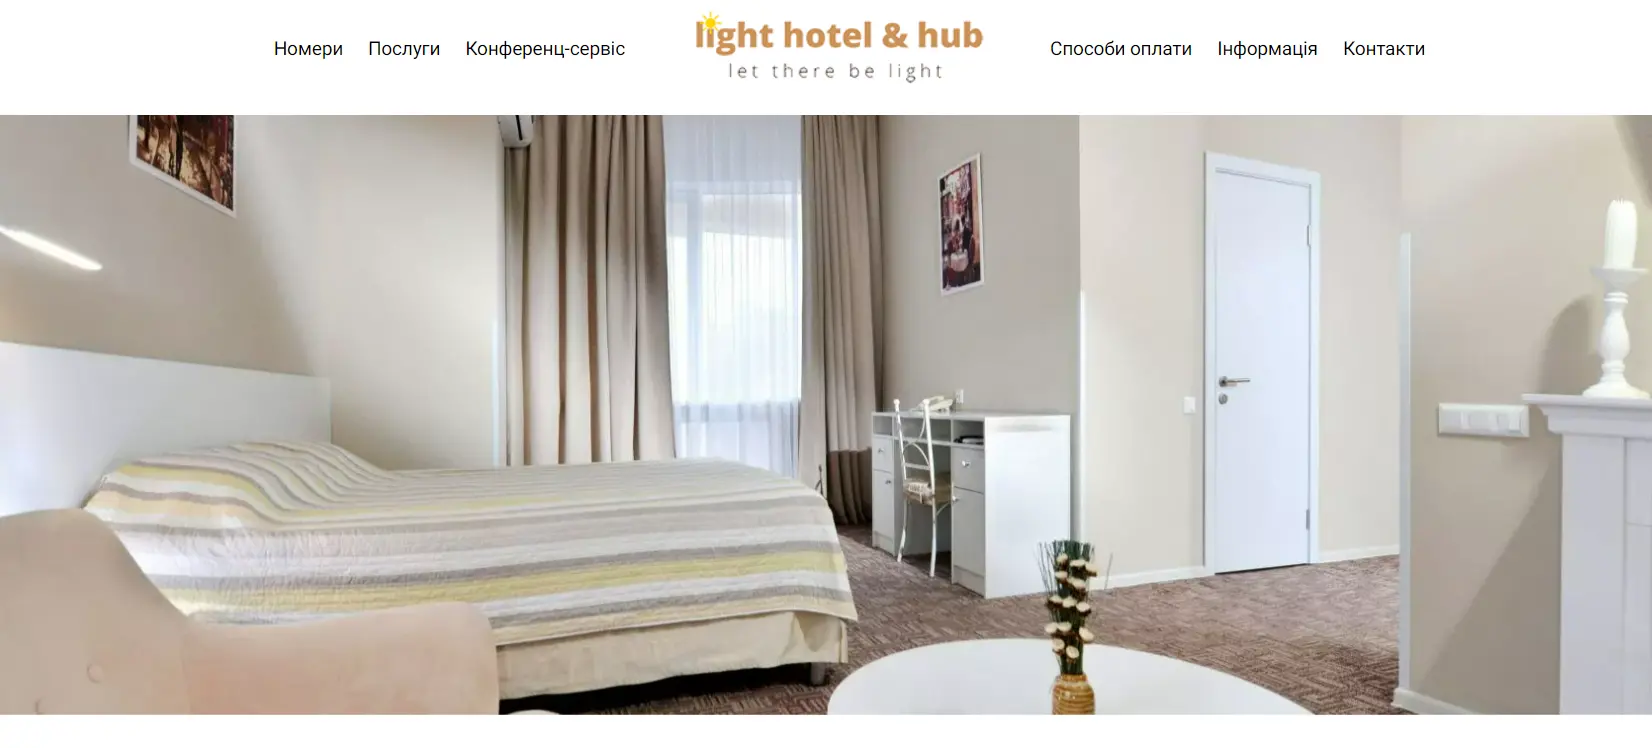 Номери Послуги Конференц-сервіс light hotel & hub Способи оплати Інформація Контакти
let there be light